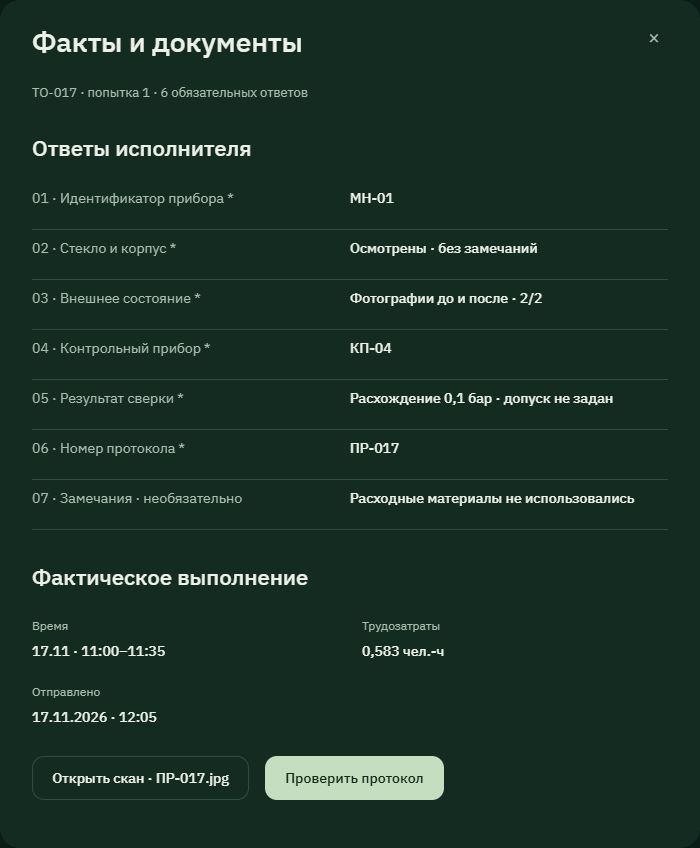 Факты и документы
×
ТО-017 · попытка 1 · 6 обязательных ответов
Ответы исполнителя
01 · Идентификатор прибора * МН-01
02 · Стекло и корпус * Осмотрены · без замечаний
03 · Внешнее состояние * Фотографии до и после · 2/2
04 · Контрольный прибор * КП-04
05 · Результат сверки * Расхождение 0,1 бар · допуск не задан
06 · Номер протокола * ПР-017
07 · Замечания · необязательно Расходные материалы не использовались
Фактическое выполнение
Время Трудозатраты
17.11 · 11:00–11:35 0,583 чел.-ч
Отправлено
17.11.2026 · 12:05
Открыть скан · ПР-017.jpg Проверить протокол